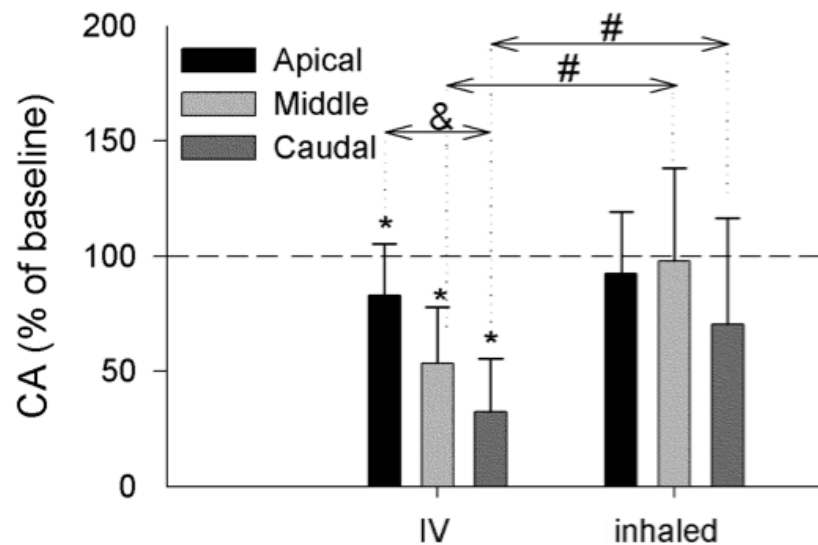 200
#
Apical
#
Middle
150
&
Caudal
*
100
*
*
50
0
CA (% of baseline)
IV inhaled